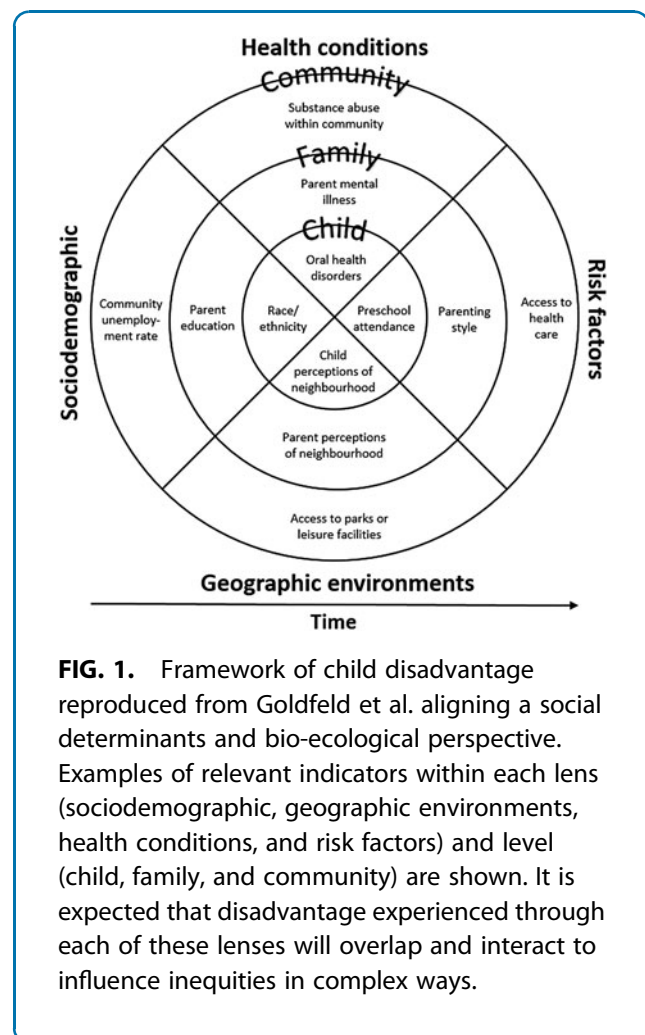 Health conditions
Community
Substance abuse
within community
Family
Parent mental
illness
Child
Oral health
disorders
Sociodemographic
Community
unemploy-
ment rate
Parent
education
Race/
ethnicity
Preschool
attendance
Parenting
style
Access to
health
care
Risk factors
Child
perceptions of
neighbourhood
Parent perceptions
of neighbourhood
Access to parks or
leisure facilities
Geographic environments
Time
FIG. 1. Framework of child disadvantage
reproduced from Goldfeld et al. aligning a social
determinants and bio-ecological perspective.
Examples of relevant indicators within each lens
(sociodemographic, geographic environments,
health conditions, and risk factors) and level
(child, family, and community) are shown. It is
expected that disadvantage experienced through
each of these lenses will overlap and interact to
influence inequities in complex ways.